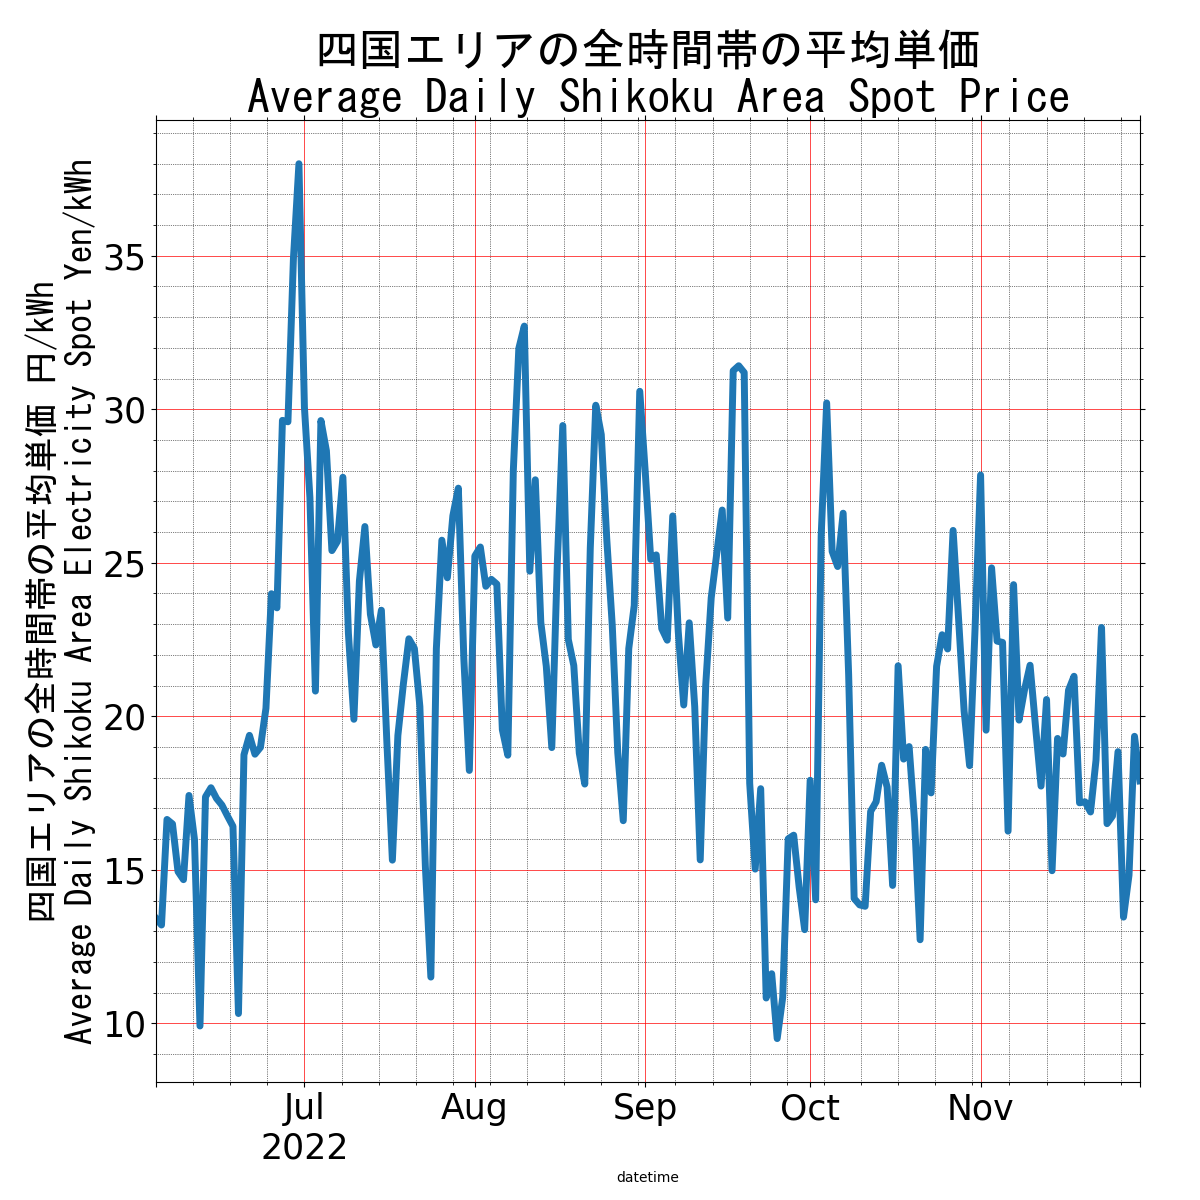 四国エリアの全時間帯の平均単価
Average Daily Shikoku Area Spot Price
四国エリアの全時間帯の平均単価 円/kWh
Average Daily Shikoku Area Electricity Spot Yen/kWh
35
30
25
20
15
10
Jul
2022
Aug
Sep
Oct
Nov
datetime